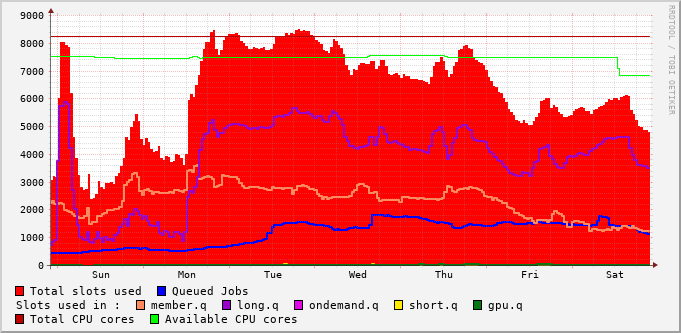 9000
8000
7000
6000
5000
4000
3000
2000
1000
0
Sun Mon Tue Wed Thu Fri Sat
RRDTOOL / TOBI OETIKER
Total slots used Queued Jobs
Slots used in : member.q long.q ondemand.q short.q gpu.q
Total CPU cores Available CPU cores